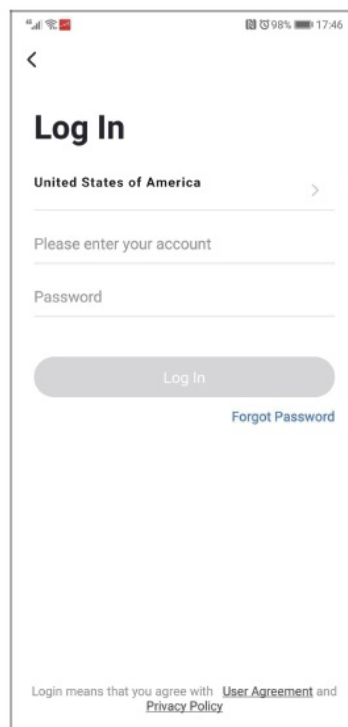 4G 98% 17:46
Log In
United States of America
Please enter your account
Password
Log In
Forgot Password
Login means that you agree with User Agreement and
Privacy Policy